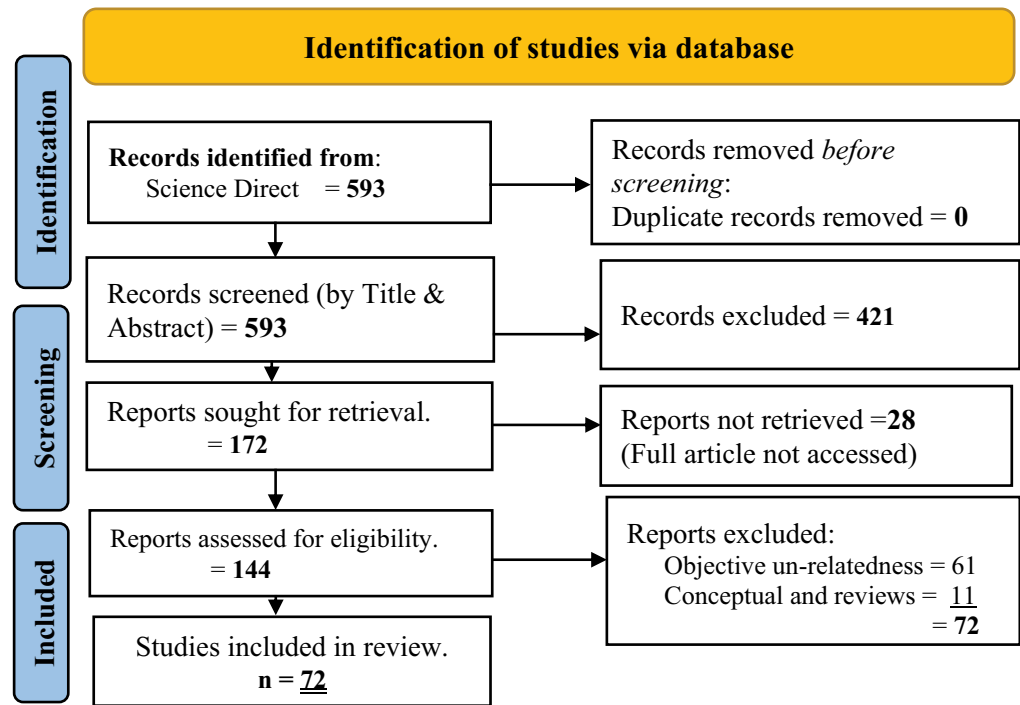 Identification of studies via database
Identification
Records identified from:
Science Direct = 593
Records removed before
screening:
Duplicate records removed = 0
Screening
Records screened (by Title &
Abstract) = 593
Records excluded = 421
Reports sought for retrieval.
= 172
Reports not retrieved =28
(Full article not accessed)
Included
Reports assessed for eligibility.
= 144
Reports excluded:
Objective un-relatedness = 61
Conceptual and reviews = 11
= 72
Studies included in review.
n = 72